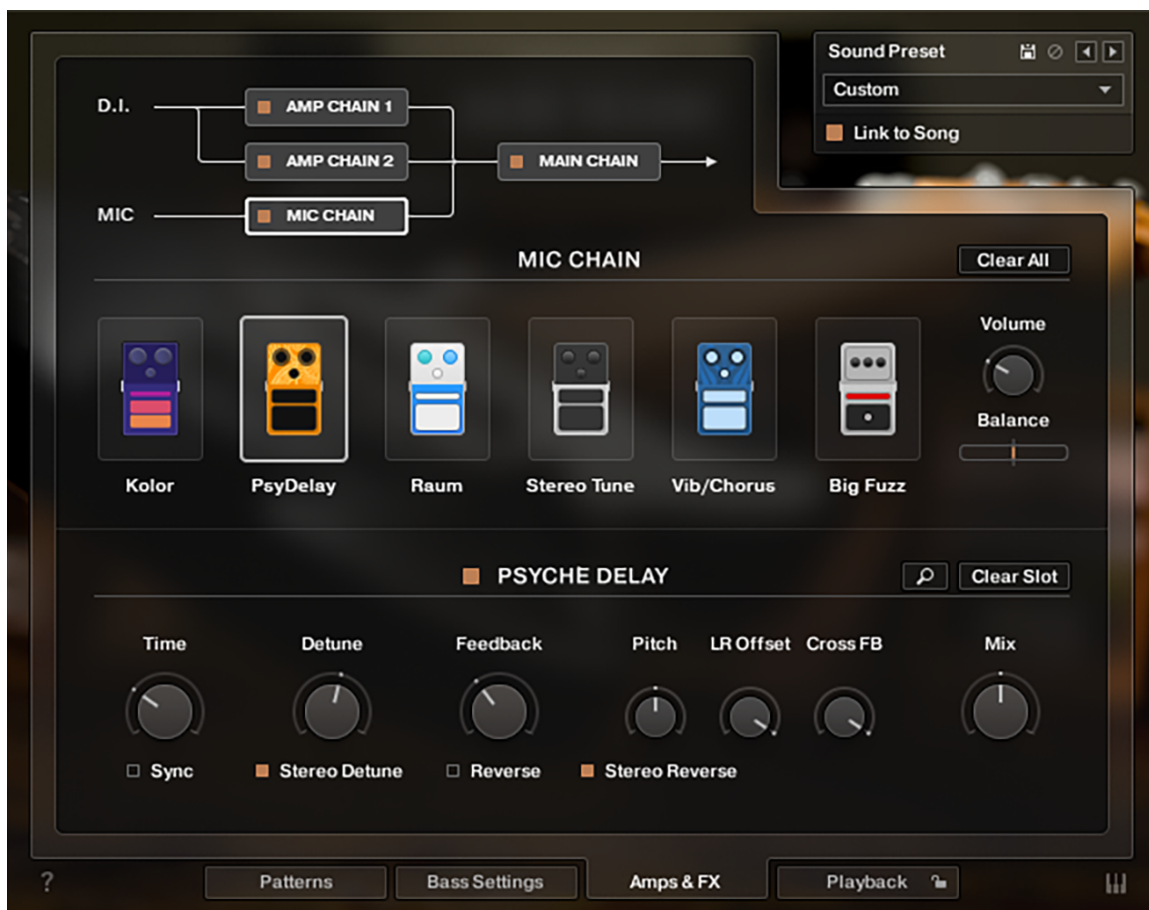 Sound Preset
Custom
Link to Song
D.I.
AMP CHAIN 1
AMP CHAIN 2
MAIN CHAIN
MIC
MIC CHAIN
MIC CHAIN
Clear All
Volume
Balance
Kolor PsyDelay Raum Stereo Tune Vib/Chorus Big Fuzz
PSYCHE DELAY
Clear Slot
Time Detune Feedback Pitch LR Offset Cross FB Mix
Sync Stereo Detune Reverse Stereo Reverse
? Patterns Bass Settings Amps & FX Playback